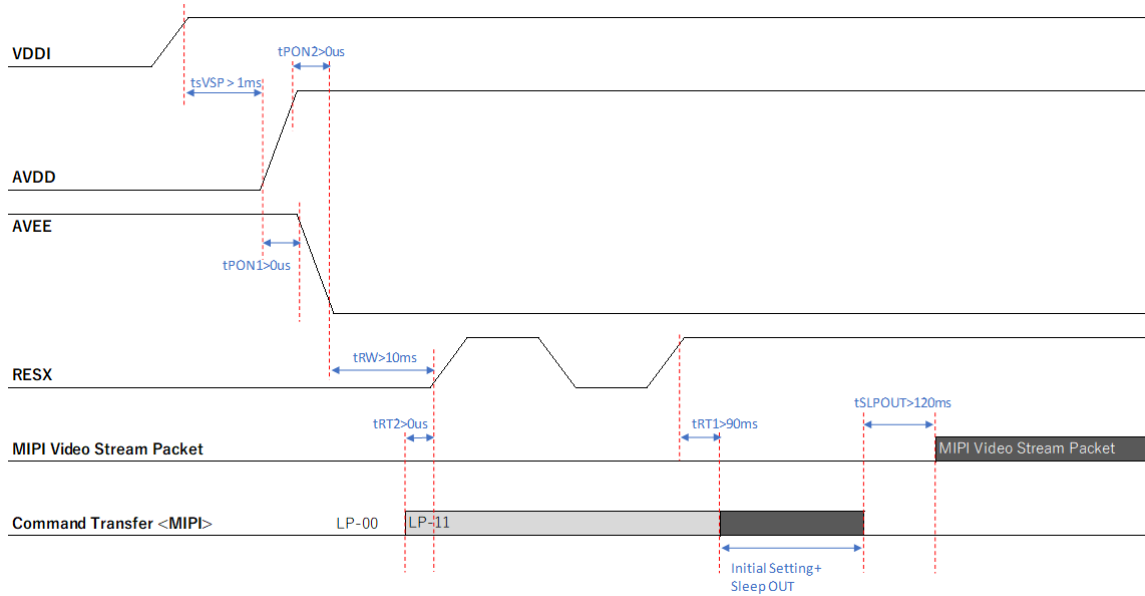 VDDI
tPON2>0us
tsVSP > 1ms
AVDD
AVEE
tPON1>0us
tRW>10ms
RESX
tSLPOUT>120ms
tRT2>0us
tRT1>90ms
MIPI Video Stream Packet
MIPI Video Stream Packet
Command Transfer <MIPI>
LP-00
LP-11
Initial Setting+
Sleep OUT